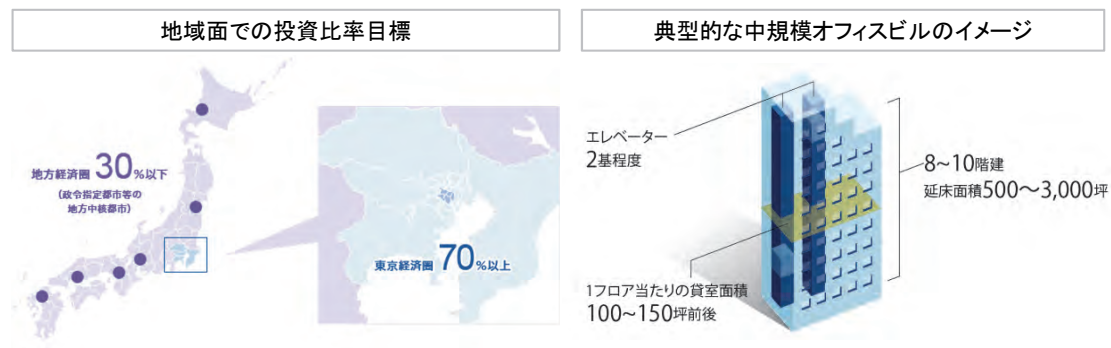 地域面での投資比率目標
地方経済圏30%以下
(政令指定都市等の
地方中核都市)
東京経済圏70%以上
典型的な中規模オフィスビルのイメージ
エレベーター
2基程度
8~10階建
延床面積500～3,000坪
1フロア当たりの貸室面積
100~150坪前後